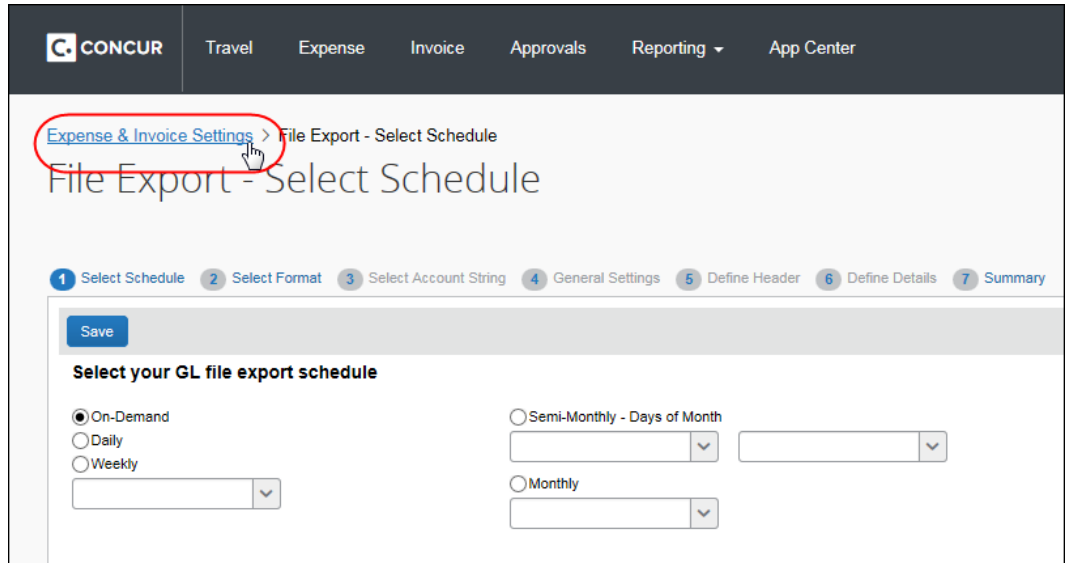 C. CONCUR Travel Expense Invoice Approvals Reporting App Center
Expense & Invoice Settings > File Export - Select Schedule
File Export - Select Schedule
1 Select Schedule 2 Select Format 3 Select Account String 4 General Settings 5 Define Header 6 Define Details 7 Summary
Save
Select your GL file export schedule
On-Demand
Daily
Weekly
Semi-Monthly - Days of Month
Monthly